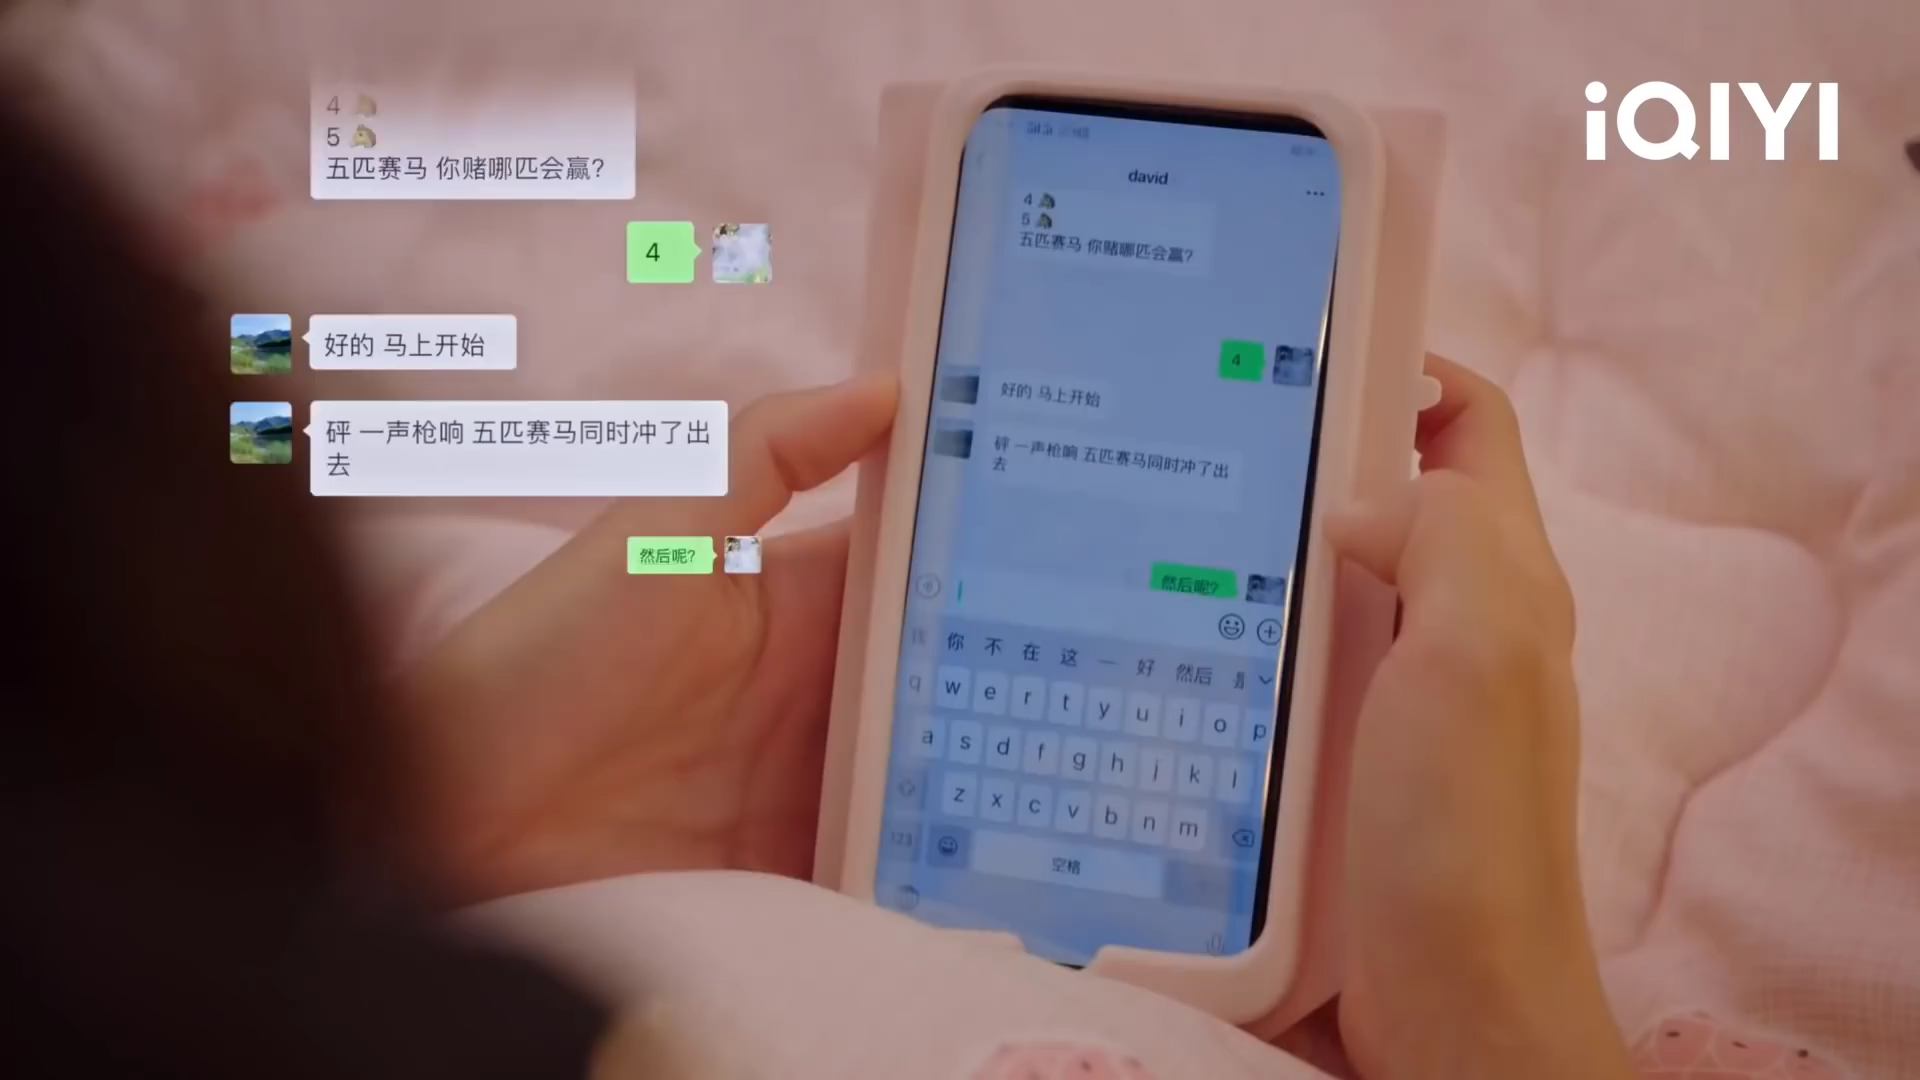 iQIYI
4
5
五匹赛马 你赌哪匹会赢?
4
好的 马上开始
砰 一声枪响 五匹赛马同时冲了出
去
然后呢?
david
4
5
五匹赛马 你赌哪匹会赢?
4
好的 马上开始
砰 一声枪响 五匹赛马同时冲了出
去
然后呢?
你 不 在 这 一 好 然后
q w e r t y u i o p
a s d f g h j k l
z x c v b n m
123
空格